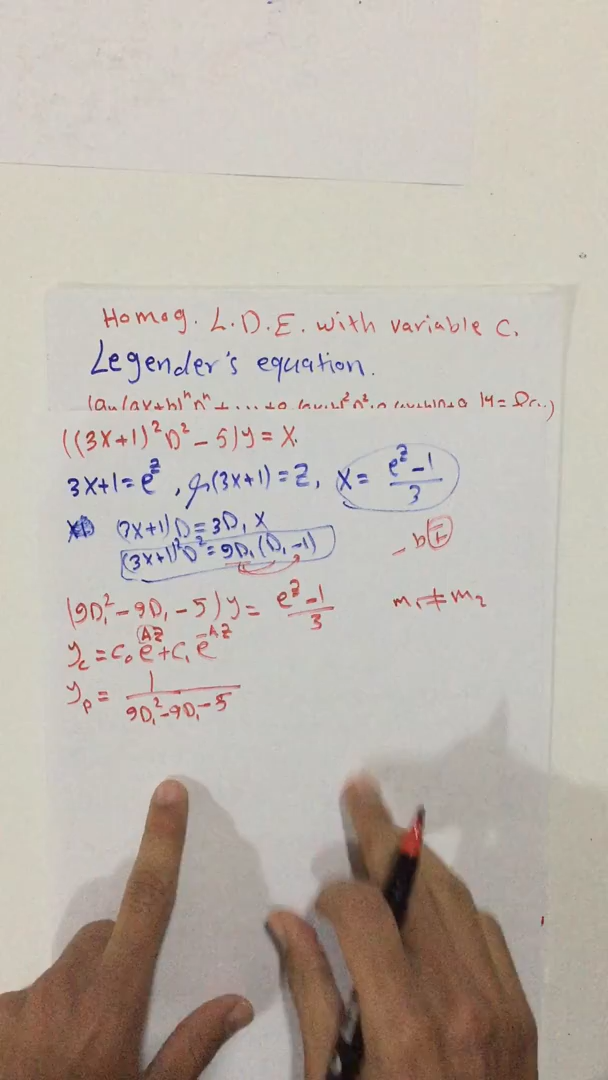 Homog. L.D.E. with variable C.
Legender's equation.
((3X+1)²D²-5)y=X.
3X+1=e^Z, ln(3X+1)=Z, X= (e^Z-1)/3
(3X+1)D=3D₁X
(3X+1)²D²=9D₁(D₁-1)
-b∓
(9D₁²-9D₁-5)y= (e^Z-1)/3 m₁≠m₂
y_c=C₀e^AZ+C₁e^-AZ
y_p= 1/(9D₁²-9D₁-5)